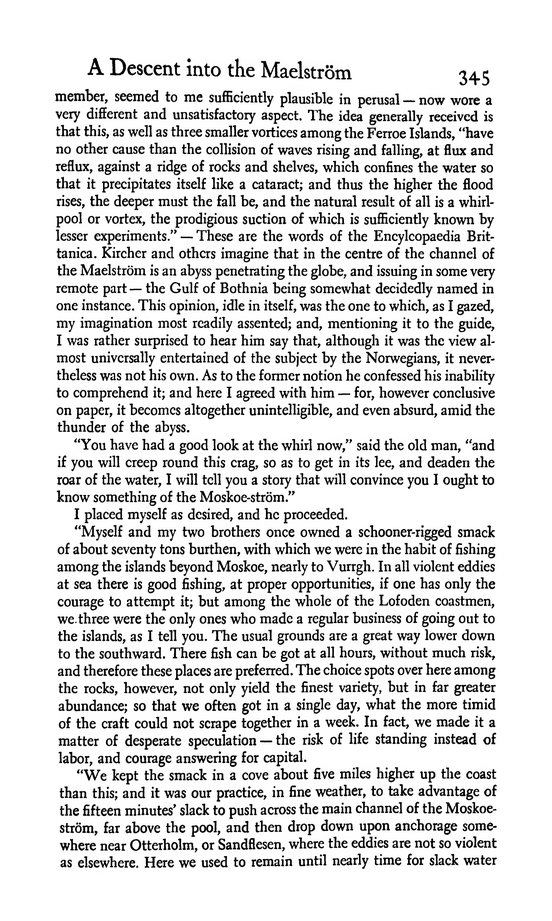 A Descent into the Maelström
345
member, seemed to me sufficiently plausible in perusal — now wore a
very different and unsatisfactory aspect. The idea generally received is
that this, as well as three smaller vortices among the Ferroe Islands, “have
no other cause than the collision of waves rising and falling, at flux and
reflux, against a ridge of rocks and shelves, which confines the water so
that it precipitates itself like a cataract; and thus the higher the flood
rises, the deeper must the fall be, and the natural result of all is a whirl-
pool or vortex, the prodigious suction of which is sufficiently known by
lesser experiments.” — These are the words of the Encylcopaedia Brit-
tanica. Kircher and others imagine that in the centre of the channel of
the Maelström is an abyss penetrating the globe, and issuing in some very
remote part — the Gulf of Bothnia being somewhat decidedly named in
one instance. This opinion, idle in itself, was the one to which, as I gazed,
my imagination most readily assented; and, mentioning it to the guide,
I was rather surprised to hear him say that, although it was the view al-
most universally entertained of the subject by the Norwegians, it never-
theless was not his own. As to the former notion he confessed his inability
to comprehend it; and here I agreed with him — for, however conclusive
on paper, it becomes altogether unintelligible, and even absurd, amid the
thunder of the abyss.
“You have had a good look at the whirl now,” said the old man, “and
if you will creep round this crag, so as to get in its lee, and deaden the
roar of the water, I will tell you a story that will convince you I ought to
know something of the Moskoe-ström.”
I placed myself as desired, and he proceeded.
“Myself and my two brothers once owned a schooner-rigged smack
of about seventy tons burthen, with which we were in the habit of fishing
among the islands beyond Moskoe, nearly to Vurrgh. In all violent eddies
at sea there is good fishing, at proper opportunities, if one has only the
courage to attempt it; but among the whole of the Lofoden coastmen,
we three were the only ones who made a regular business of going out to
the islands, as I tell you. The usual grounds are a great way lower down
to the southward. There fish can be got at all hours, without much risk,
and therefore these places are preferred. The choice spots over here among
the rocks, however, not only yield the finest variety, but in far greater
abundance; so that we often got in a single day, what the more timid
of the craft could not scrape together in a week. In fact, we made it a
matter of desperate speculation — the risk of life standing instead of
labor, and courage answering for capital.
“We kept the smack in a cove about five miles higher up the coast
than this; and it was our practice, in fine weather, to take advantage of
the fifteen minutes’ slack to push across the main channel of the Moskoe-
ström, far above the pool, and then drop down upon anchorage some-
where near Otterholm, or Sandflesen, where the eddies are not so violent
as elsewhere. Here we used to remain until nearly time for slack water